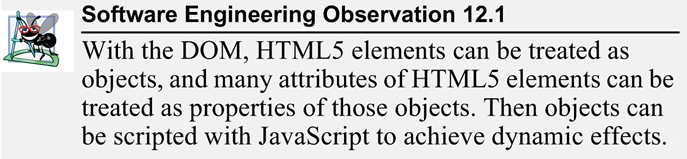 Software Engineering Observation 12.1
With the DOM, HTML5 elements can be treated as
objects, and many attributes of HTML5 elements can be
treated as properties of those objects. Then objects can
be scripted with JavaScript to achieve dynamic effects.